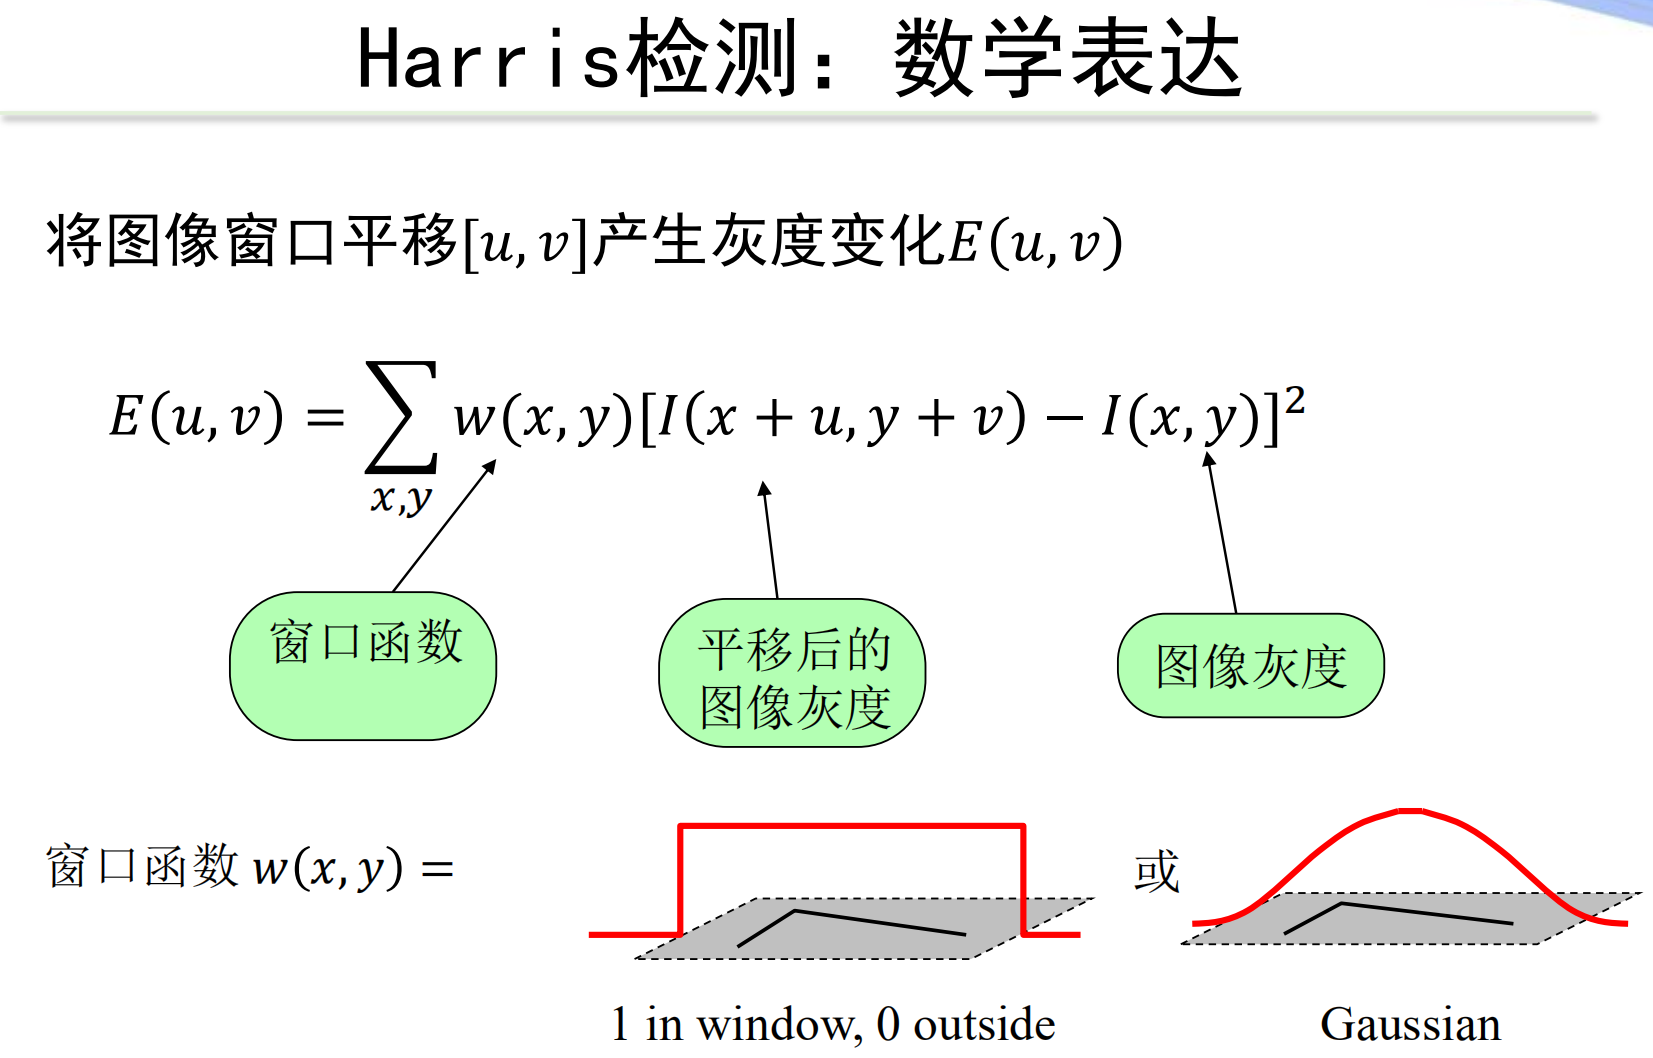 Harris检测：数学表达
将图像窗口平移[u,v]产生灰度变化E(u,v)
E(u,v) = ∑ w(x,y)[I(x + u,y + v) − I(x,y)]²
x,y
窗口函数
平移后的
图像灰度
图像灰度
窗口函数 w(x,y) =
或
1 in window, 0 outside
Gaussian